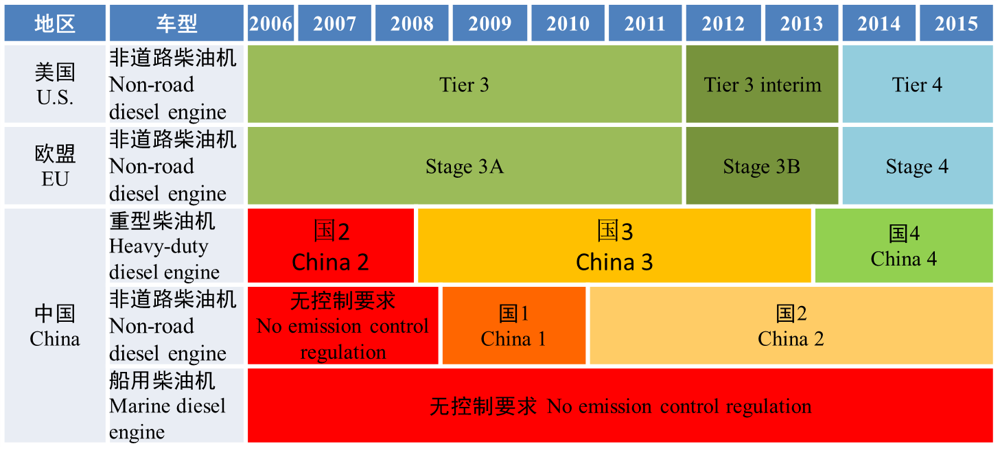 地区 车型 2006 2007 2008 2009 2010 2011 2012 2013 2014 2015
美国
U.S.
非道路柴油机
Non-road
diesel engine
Tier 3
Tier 3 interim
Tier 4
欧盟
EU
非道路柴油机
Non-road
diesel engine
Stage 3A
Stage 3B
Stage 4
中国
China
重型柴油机
Heavy-duty
diesel engine
国2
China 2
国3
China 3
国4
China 4
非道路柴油机
Non-road
diesel engine
无控制要求
No emission control
regulation
国1
China 1
国2
China 2
船用柴油机
Marine diesel
engine
无控制要求 No emission control regulation